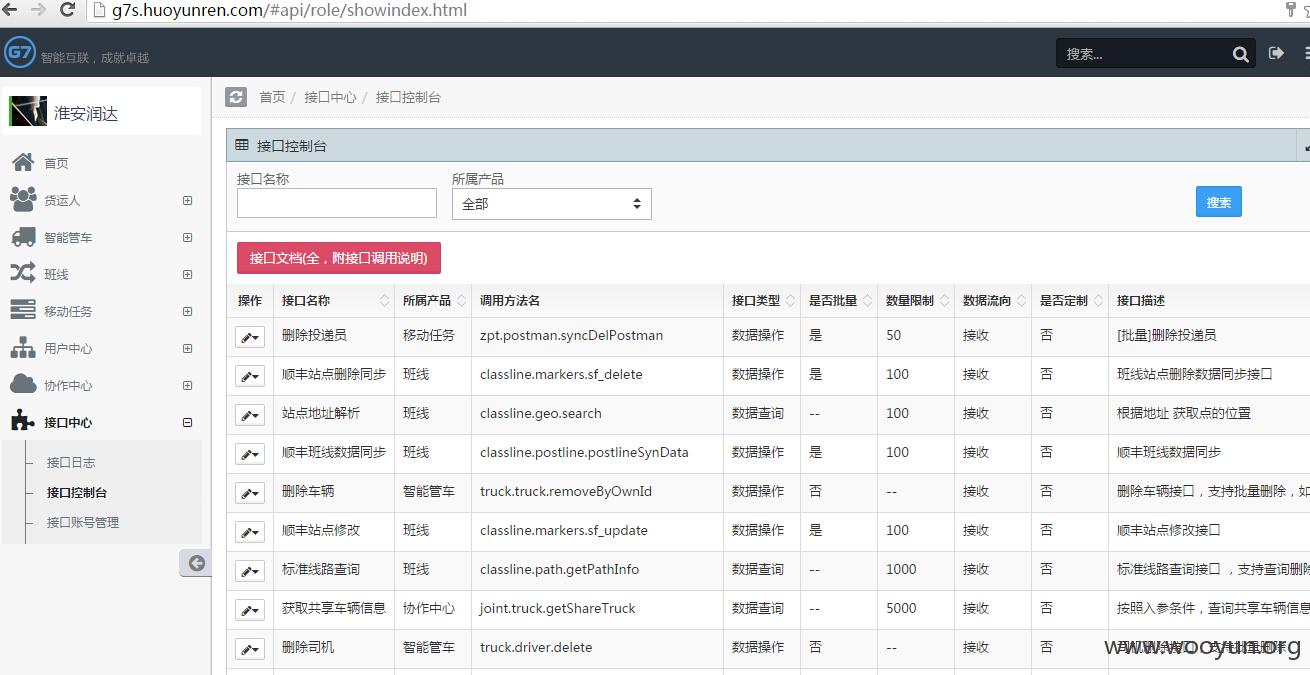 g7s.huoyunren.com/#api/role/showindex.html
G7 智能互联，成就卓越
搜索...
淮安润达
首页 / 接口中心 / 接口控制台
首页
货运人
智能管车
班线
移动任务
用户中心
协作中心
接口中心
接口日志
接口控制台
接口账号管理
接口控制台
接口名称 所属产品
全部 搜索
接口文档(全，附接口调用说明)
操作 接口名称 所属产品 调用方法名 接口类型 是否批量 数量限制 数据流向 是否定制 接口描述
删除投递员 移动任务 zpt.postman.syncDelPostman 数据操作 是 50 接收 否 [批量]删除投递员
顺丰站点删除同步 班线 classline.markers.sf_delete 数据操作 是 100 接收 否 班线站点删除数据同步接口
站点地址解析 班线 classline.geo.search 数据查询 -- 100 接收 否 根据地址 获取点的位置
顺丰班线数据同步 班线 classline.postline.postlineSynData 数据操作 是 100 接收 否 顺丰班线数据同步
删除车辆 智能管车 truck.truck.removeByOwnId 数据操作 否 -- 接收 否 删除车辆接口，支持批量删除，如
顺丰站点修改 班线 classline.markers.sf_update 数据操作 是 100 接收 否 顺丰站点修改接口
标准线路查询 班线 classline.path.getPathInfo 数据查询 -- 1000 接收 否 标准线路查询接口 ，支持查询删除
获取共享车辆信息 协作中心 joint.truck.getShareTruck 数据查询 -- 5000 接收 否 按照入参条件，查询共享车辆信息
删除司机 智能管车 truck.driver.delete 数据操作 否 -- 接收 否 司机删除接口，支持批量删除
www.wooyun.org